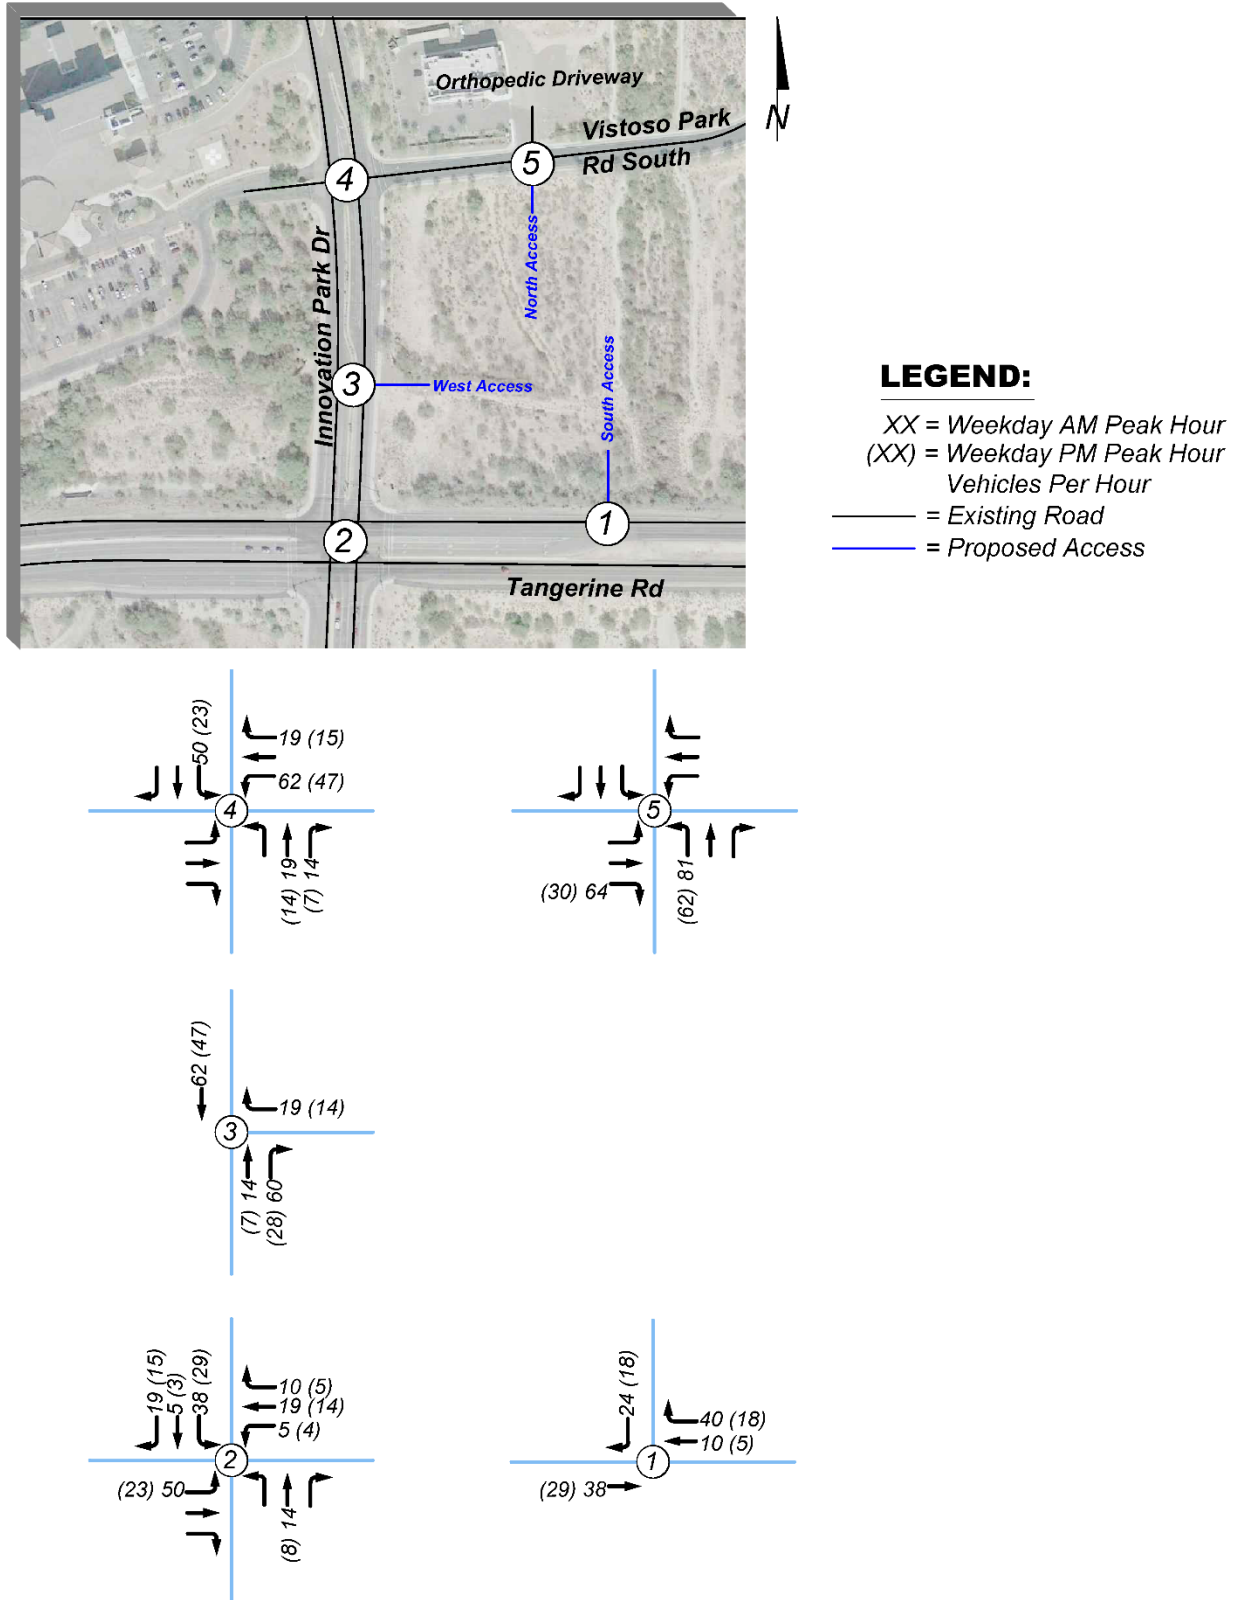 Orthopedic Driveway
Vistoso Park
Rd South
N
5
4
North Access
Innovation Park Dr
3
West Access
South Access
1
2
Tangerine Rd
LEGEND:
XX = Weekday AM Peak Hour
(XX) = Weekday PM Peak Hour
Vehicles Per Hour
= Existing Road
= Proposed Access
50 (23)
19 (15)
62 (47)
4
(14) 19
(7) 14
5
(30) 64
(62) 81
62 (47)
19 (14)
3
(7) 14
(28) 60
19 (15)
5 (3)
38 (29)
10 (5)
19 (14)
5 (4)
2
(23) 50
(8) 14
24 (18)
40 (18)
10 (5)
1
(29) 38